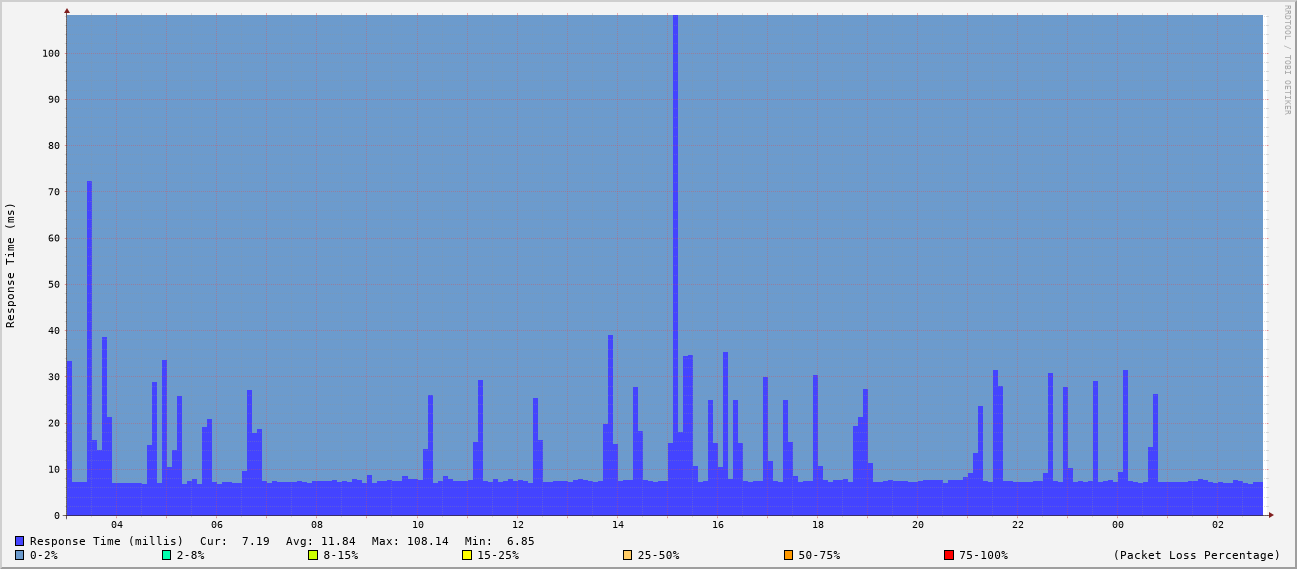 RRDTOOL / TOBI OETIKER
Response Time (ms)
100
90
80
70
60
50
40
30
20
10
0
04 06 08 10 12 14 16 18 20 22 00 02
Response Time (millis) Cur: 7.19 Avg: 11.84 Max: 108.14 Min: 6.85
0-2% 2-8% 8-15% 15-25% 25-50% 50-75% 75-100% (Packet Loss Percentage)